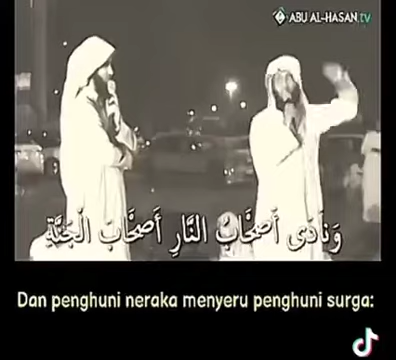 ABU AL-HASAN.tv
وَنَادَى أَصْحَابُ النَّارِ أَصْحَابَ الْجَنَّةِ
Dan penghuni neraka menyeru penghuni surga: